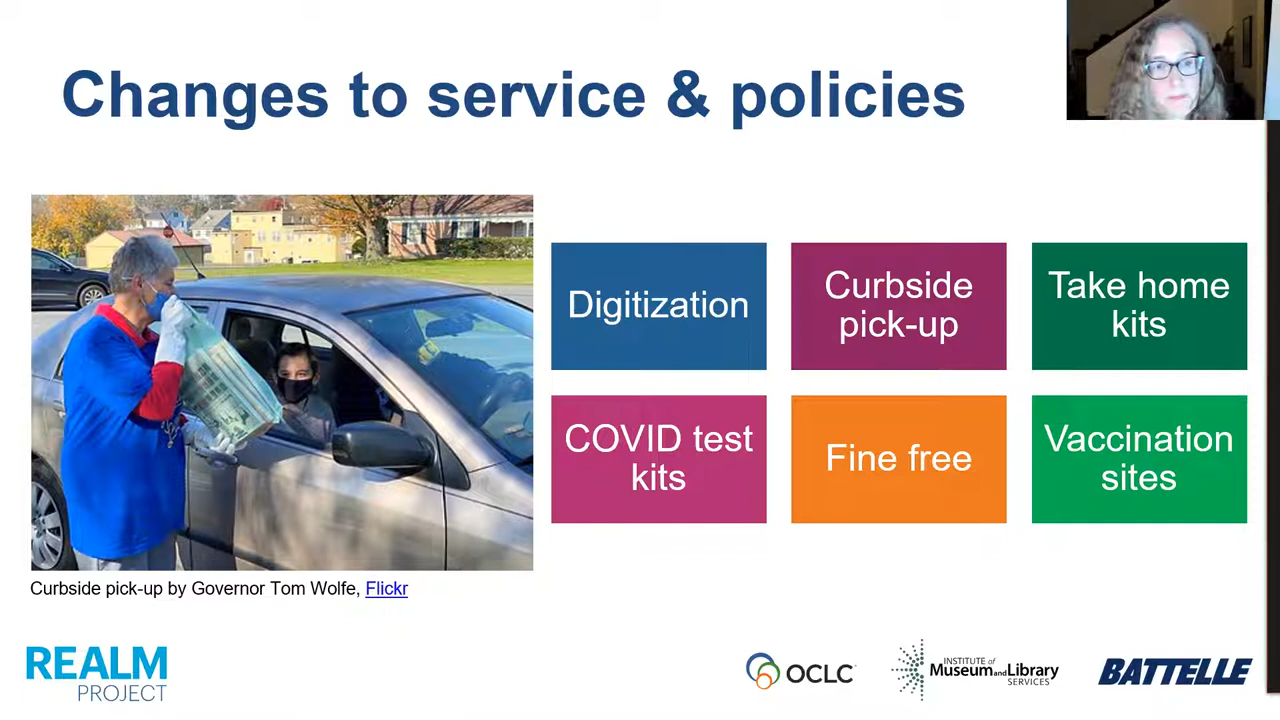 Changes to service & policies
Digitization
Curbside
pick-up
Take home
kits
COVID test
kits
Fine free
Vaccination
sites
Curbside pick-up by Governor Tom Wolfe, Flickr
REALM
PROJECT
OCLC
INSTITUTE of
Museum and Library
SERVICES
BATTELLE